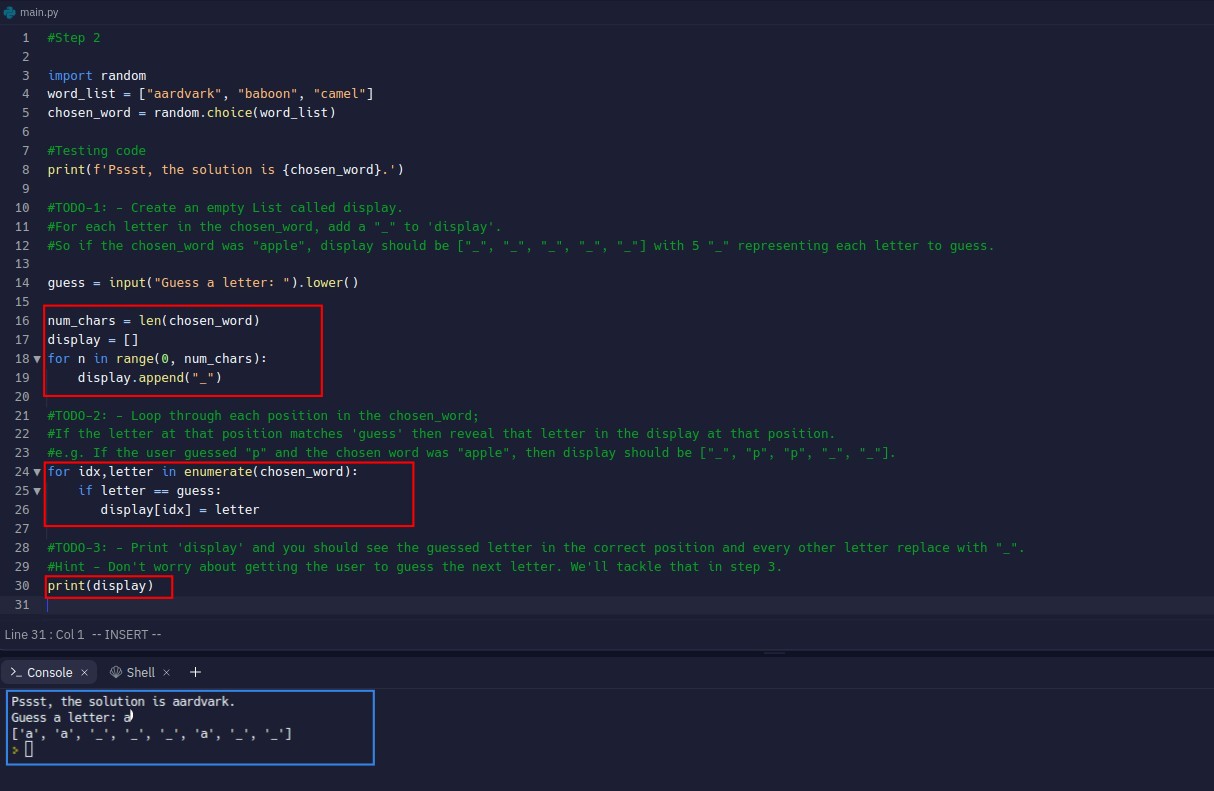 main.py
1 #Step 2
2
3 import random
4 word_list = ["aardvark", "baboon", "camel"]
5 chosen_word = random.choice(word_list)
6
7 #Testing code
8 print(f'Pssst, the solution is {chosen_word}.')
9
10 #TODO-1: - Create an empty List called display.
11 #For each letter in the chosen_word, add a "_" to 'display'.
12 #So if the chosen_word was "apple", display should be ["_", "_", "_", "_", "_"] with 5 "_" representing each letter to guess.
13
14 guess = input("Guess a letter: ").lower()
15
16 num_chars = len(chosen_word)
17 display = []
18 for n in range(0, num_chars):
19     display.append("_")
20
21 #TODO-2: - Loop through each position in the chosen_word;
22 #If the letter at that position matches 'guess' then reveal that letter in the display at that position.
23 #e.g. If the user guessed "p" and the chosen word was "apple", then display should be ["_", "p", "p", "_", "_"].
24 for idx,letter in enumerate(chosen_word):
25     if letter == guess:
26        display[idx] = letter
27
28 #TODO-3: - Print 'display' and you should see the guessed letter in the correct position and every other letter replace with "_".
29 #Hint - Don't worry about getting the user to guess the next letter. We'll tackle that in step 3.
30 print(display)
31
Line 31 : Col 1 -- INSERT --
>_ Console × Shell × +
Pssst, the solution is aardvark.
Guess a letter: a
['a', 'a', '_', '_', '_', 'a', '_', '_']
>